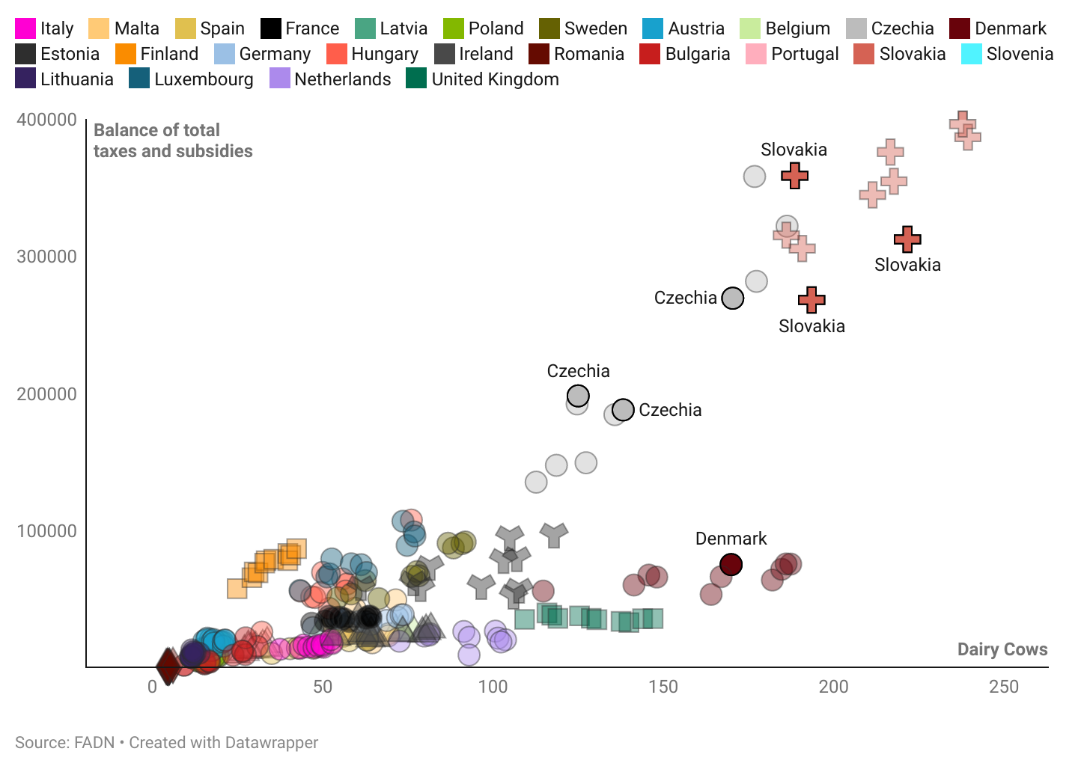 Italy Malta Spain France Latvia Poland Sweden Austria Belgium Czechia Denmark
Estonia Finland Germany Hungary Ireland Romania Bulgaria Portugal Slovakia Slovenia
Lithuania Luxembourg Netherlands United Kingdom
400000
Balance of total
taxes and subsidies
Slovakia
300000
Slovakia
Czechia
Slovakia
Czechia
200000
Czechia
100000
Denmark
Dairy Cows
0 50 100 150 200 250
Source: FADN • Created with Datawrapper